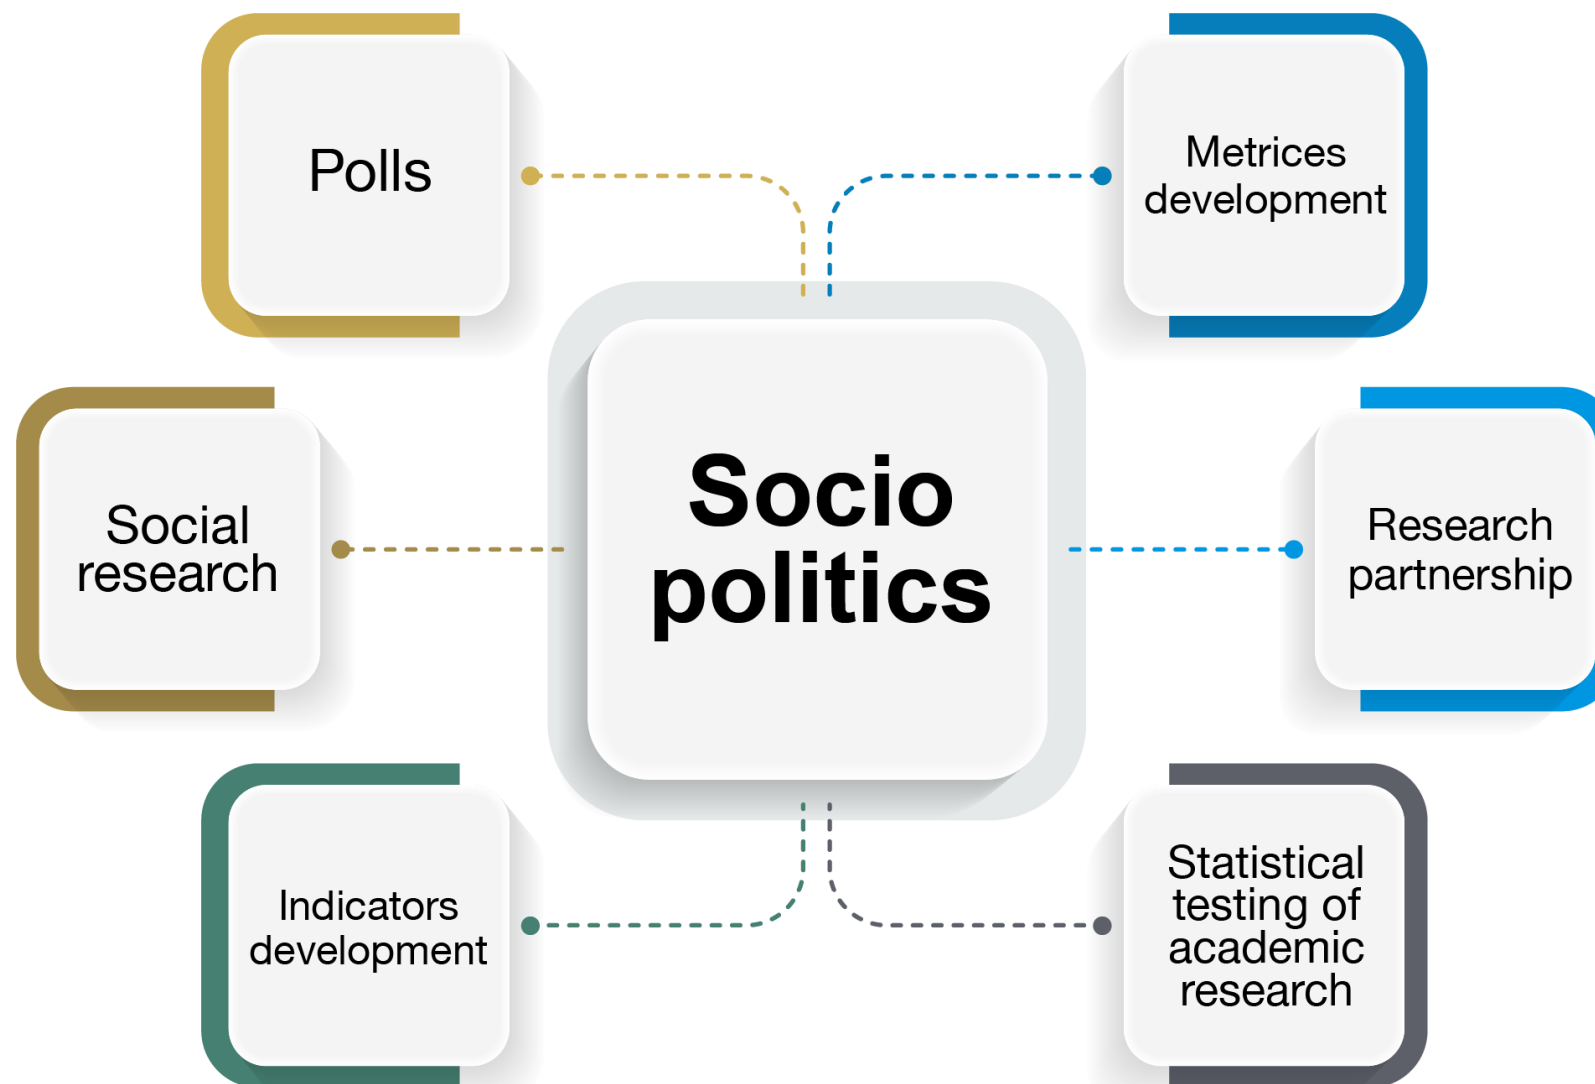 Polls
Metrices
development
Social
research
Socio
politics
Research
partnership
Indicators
development
Statistical
testing of
academic
research